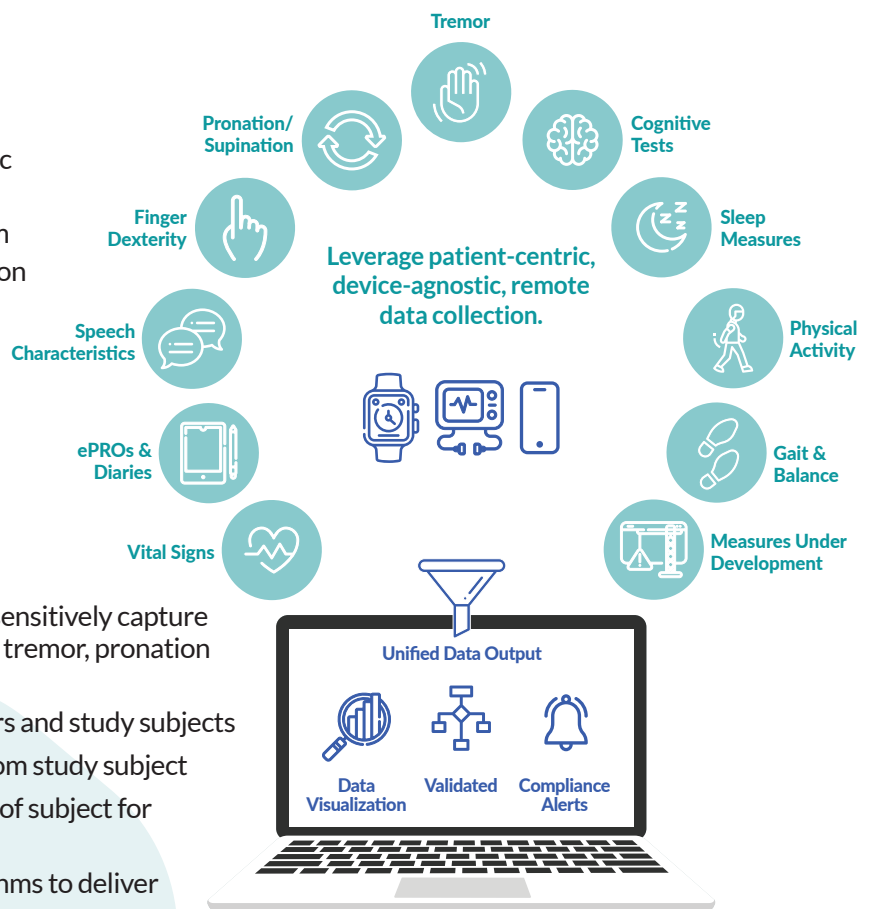 Tremor
Pronation/
Supination
Cognitive
Tests
Finger
Dexterity
Sleep
Measures
on
Leverage patient-centric,
device-agnostic, remote
data collection.
Speech
Characteristics
Physical
Activity
ePROs &
Diaries
Gait &
Balance
Vital Signs
Measures Under
Development
sensitively capture
tremor, pronation
Unified Data Output
rs and study subjects
om study subject
of subject for
hms to deliver
Data
Visualization
Validated
Compliance
Alerts
z z z